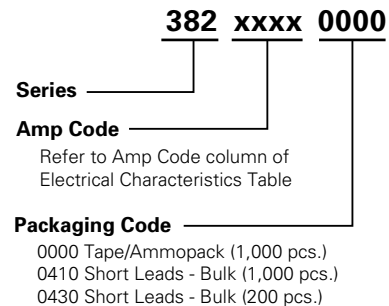 382 xxxx 0000
Series
Amp Code
Refer to Amp Code column of
Electrical Characteristics Table
Packaging Code
0000 Tape/Ammopack (1,000 pcs.)
0410 Short Leads - Bulk (1,000 pcs.)
0430 Short Leads - Bulk (200 pcs.)